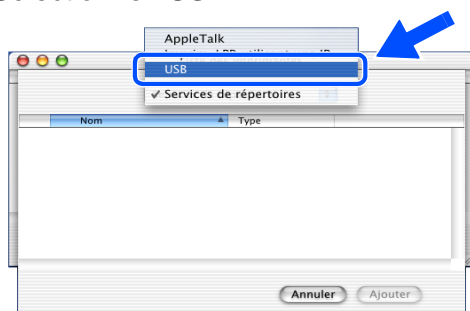 AppleTalk
USB
✓ Services de répertoires
Nom Type
Annuler Ajouter